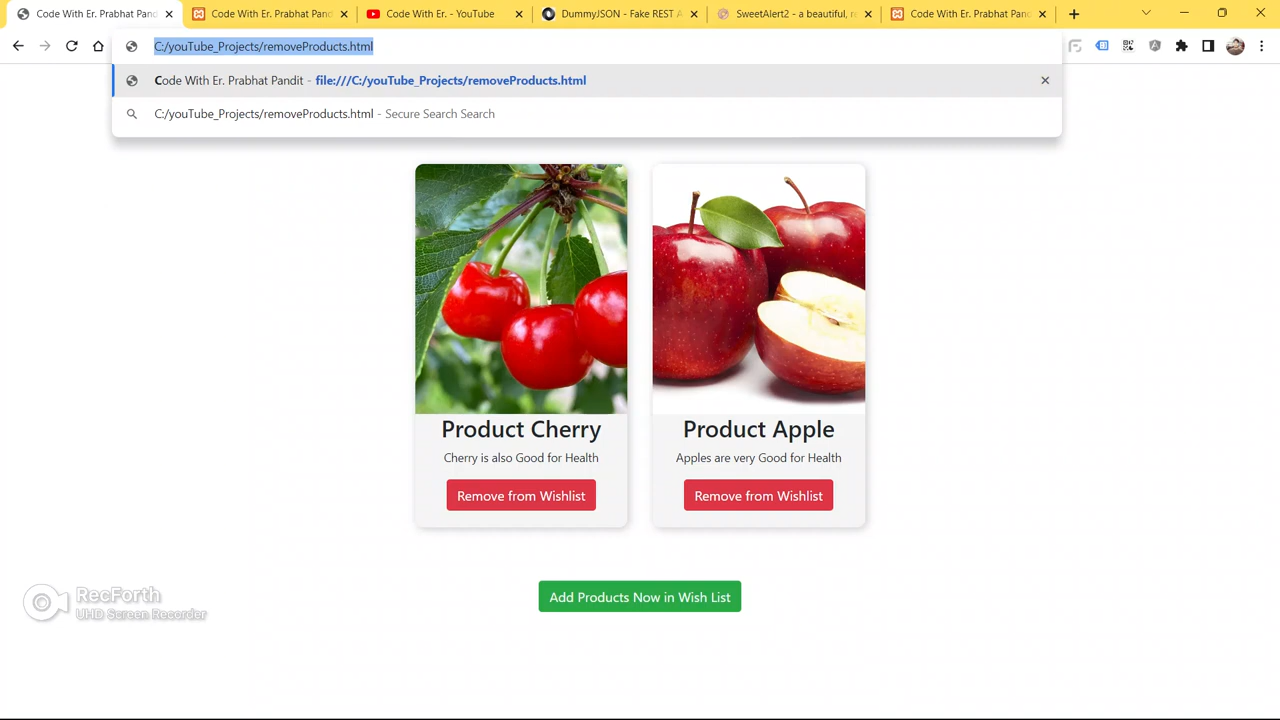 Code With Er. Prabhat Pand
Code With Er. Prabhat Pandi
Code With Er. - YouTube
DummyJSON - Fake REST A
SweetAlert2 - a beautiful, re
Code With Er. Prabhat Pandi
C:/youTube_Projects/removeProducts.html
Code With Er. Prabhat Pandit - file:///C:/youTube_Projects/removeProducts.html
C:/youTube_Projects/removeProducts.html - Secure Search Search
Product Cherry
Cherry is also Good for Health
Remove from Wishlist
Product Apple
Apples are very Good for Health
Remove from Wishlist
Add Products Now in Wish List
RecForth
UHD Screen Recorder